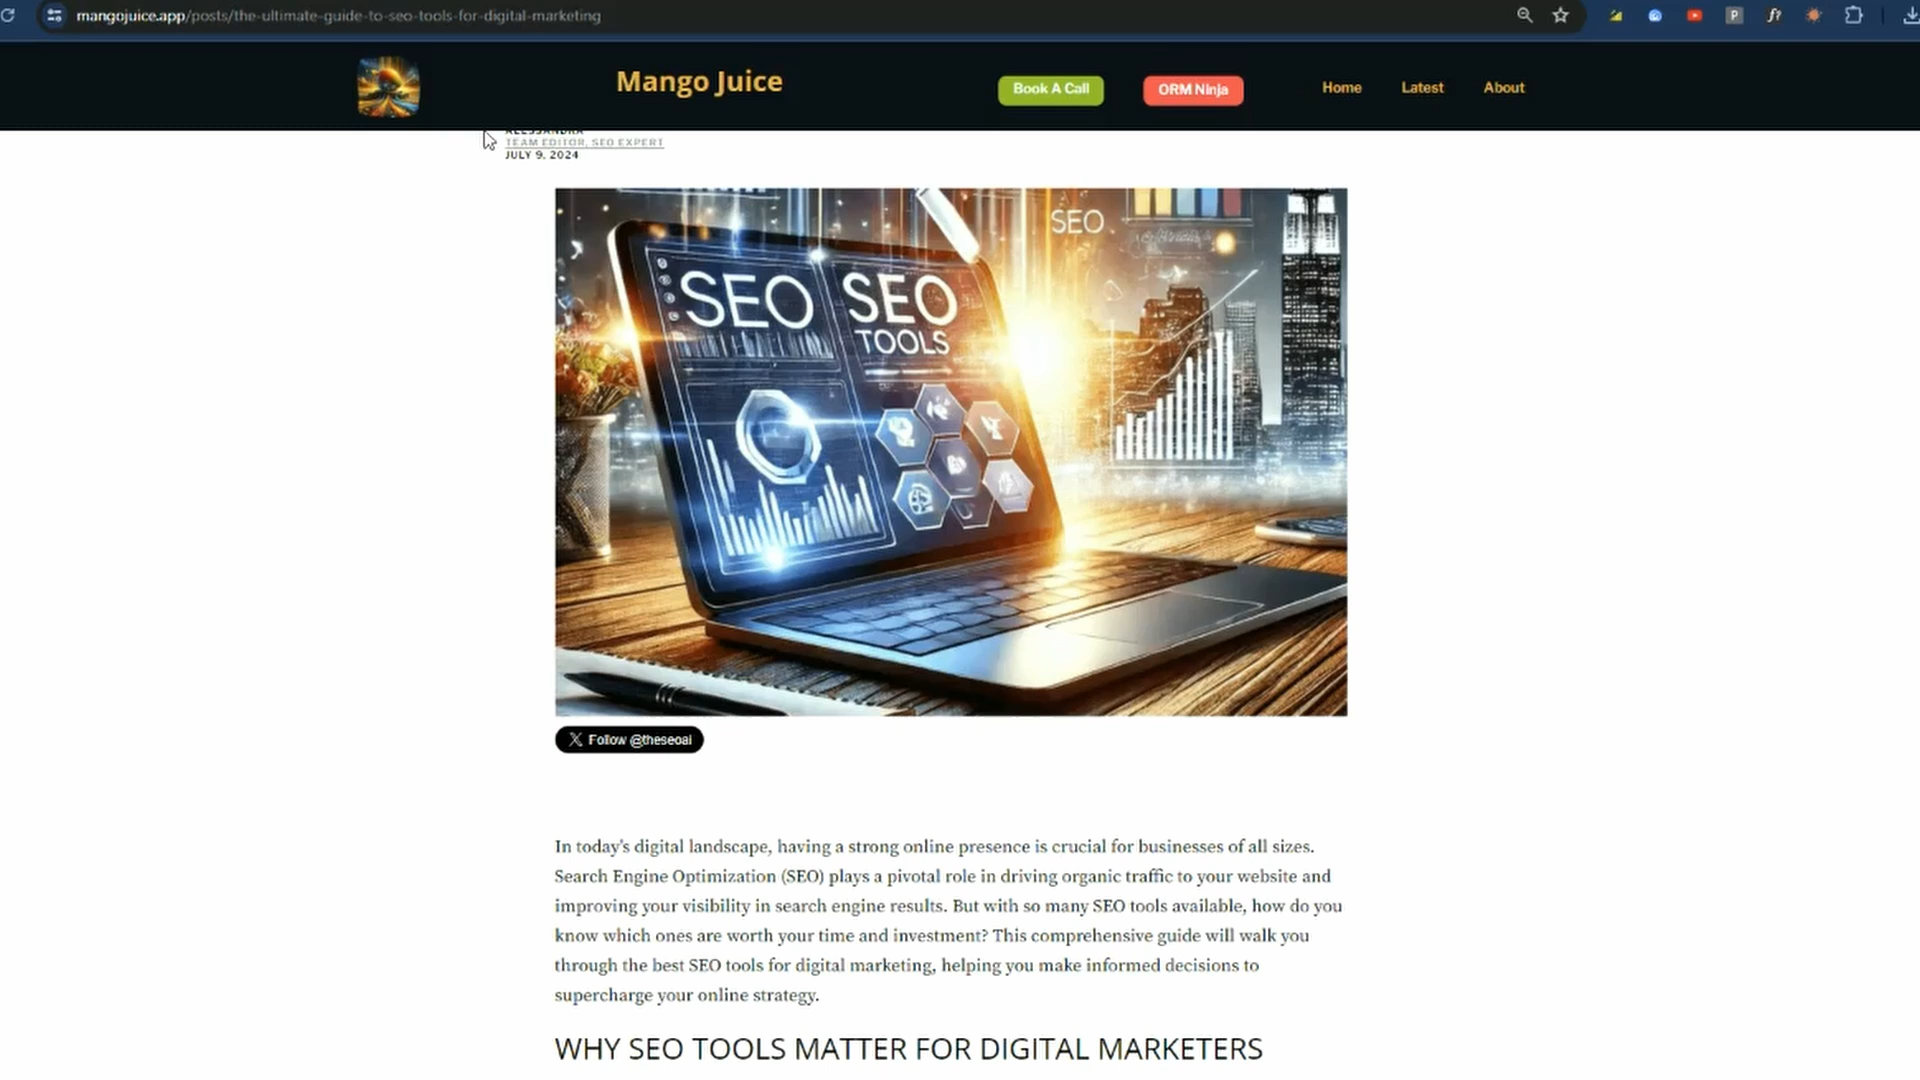 mangojuice.app/posts/the-ultimate-guide-to-seo-tools-for-digital-marketing
Mango Juice
Book A Call
ORM Ninja
Home
Latest
About
ALESSANDRA
TEAM EDITOR, SEO EXPERT
JULY 9, 2024
SEO
SEO
SEO
TOOLS
Follow @theseoai
In today's digital landscape, having a strong online presence is crucial for businesses of all sizes.
Search Engine Optimization (SEO) plays a pivotal role in driving organic traffic to your website and
improving your visibility in search engine results. But with so many SEO tools available, how do you
know which ones are worth your time and investment? This comprehensive guide will walk you
through the best SEO tools for digital marketing, helping you make informed decisions to
supercharge your online strategy.
WHY SEO TOOLS MATTER FOR DIGITAL MARKETERS